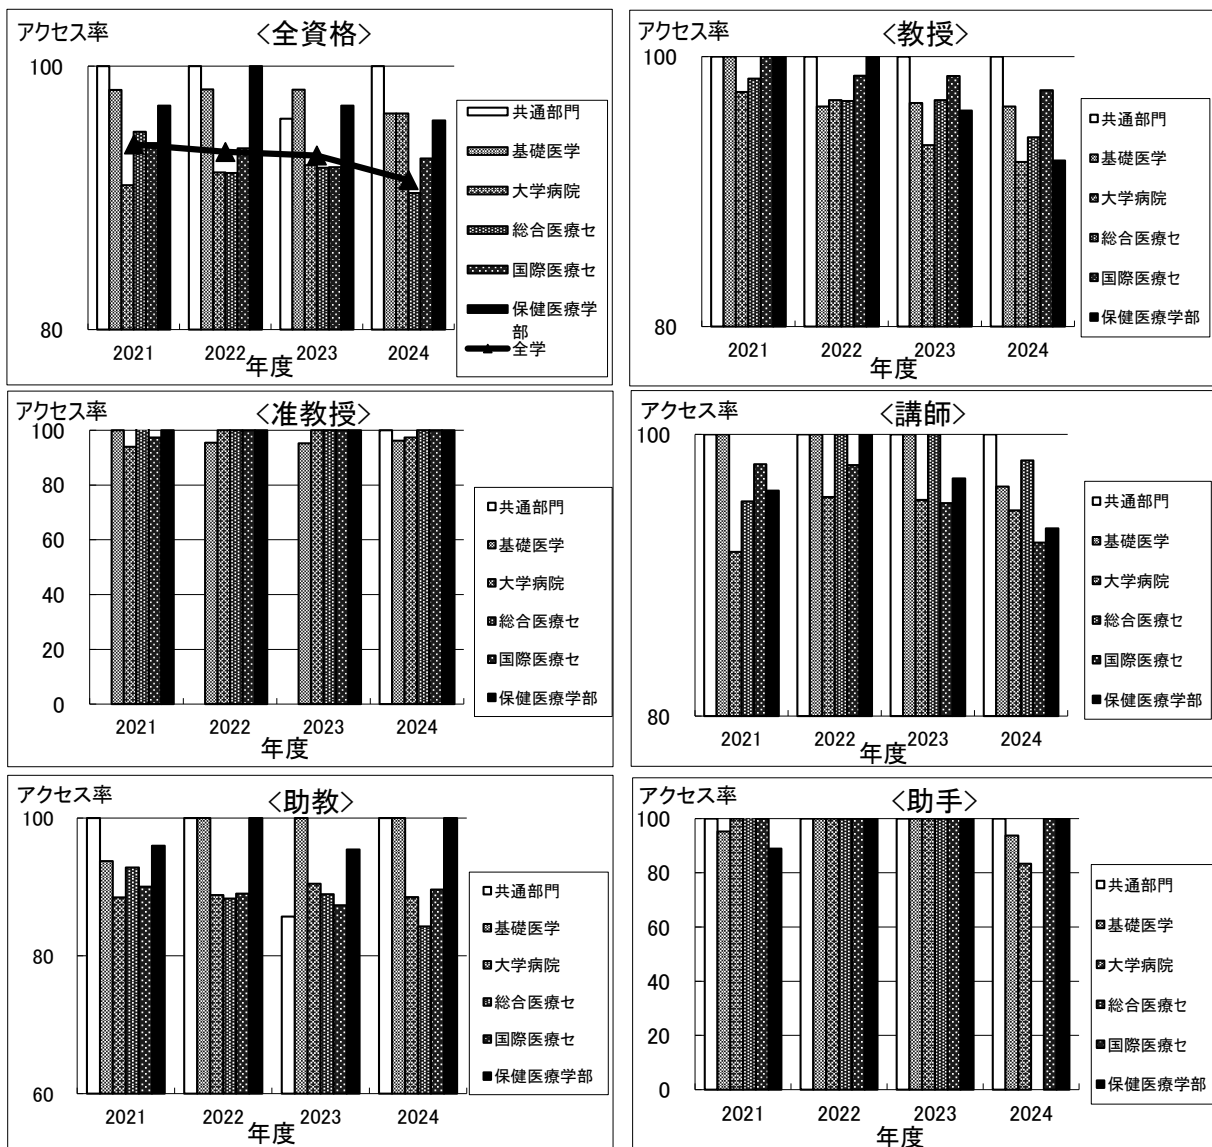 アクセス率
<全資格>
100
80
2021
2022
2023
2024
年度
共通部門
基礎医学
大学病院
総合医療セ
国際医療セ
保健医療学
部
全学
アクセス率
<教授>
100
80
2021
2022
2023
2024
年度
共通部門
基礎医学
大学病院
総合医療セ
国際医療セ
保健医療学部
アクセス率
<准教授>
100
80
60
40
20
0
2021
2022
2023
2024
年度
共通部門
基礎医学
大学病院
総合医療セ
国際医療セ
保健医療学部
アクセス率
<講師>
100
80
2021
2022
2023
2024
年度
共通部門
基礎医学
大学病院
総合医療セ
国際医療セ
保健医療学部
アクセス率
<助教>
100
80
60
2021
2022
2023
2024
年度
共通部門
基礎医学
大学病院
総合医療セ
国際医療セ
保健医療学部
アクセス率
<助手>
100
80
60
40
20
0
2021
2022
2023
2024
年度
共通部門
基礎医学
大学病院
総合医療セ
国際医療セ
保健医療学部